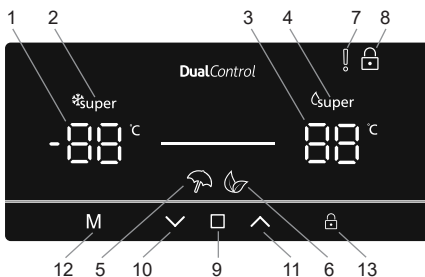 1 2 3 4 7 8
DualControl
super super
-88 °C 88 °C
M
12 5 10 9 11 6 13